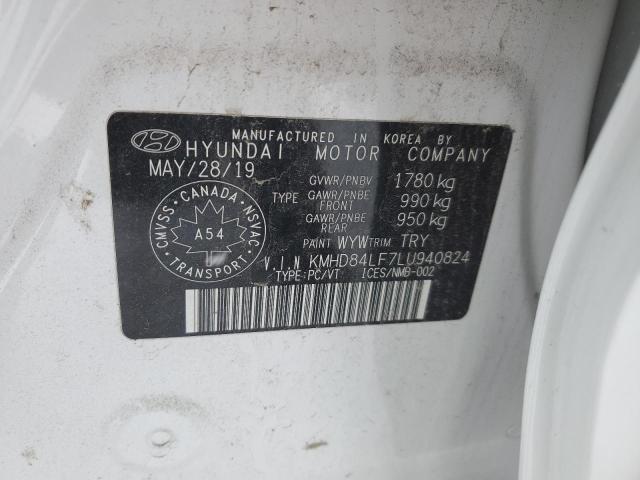 MANUFACTURED IN KOREA BY
HYUNDAI MOTOR COMPANY
MAY/28/19
GVWR/PNBV 1780 kg
TYPE GAWR/PNBE FRONT 990 kg
GAWR/PNBE REAR 950 kg
PAINT WYW TRIM TRY
CANADA
CMVSS NSVAC
A54
TRANSPORT
VIN KMHD84LF7LU940824
TYPE:PC/VT ICES/NMB-002